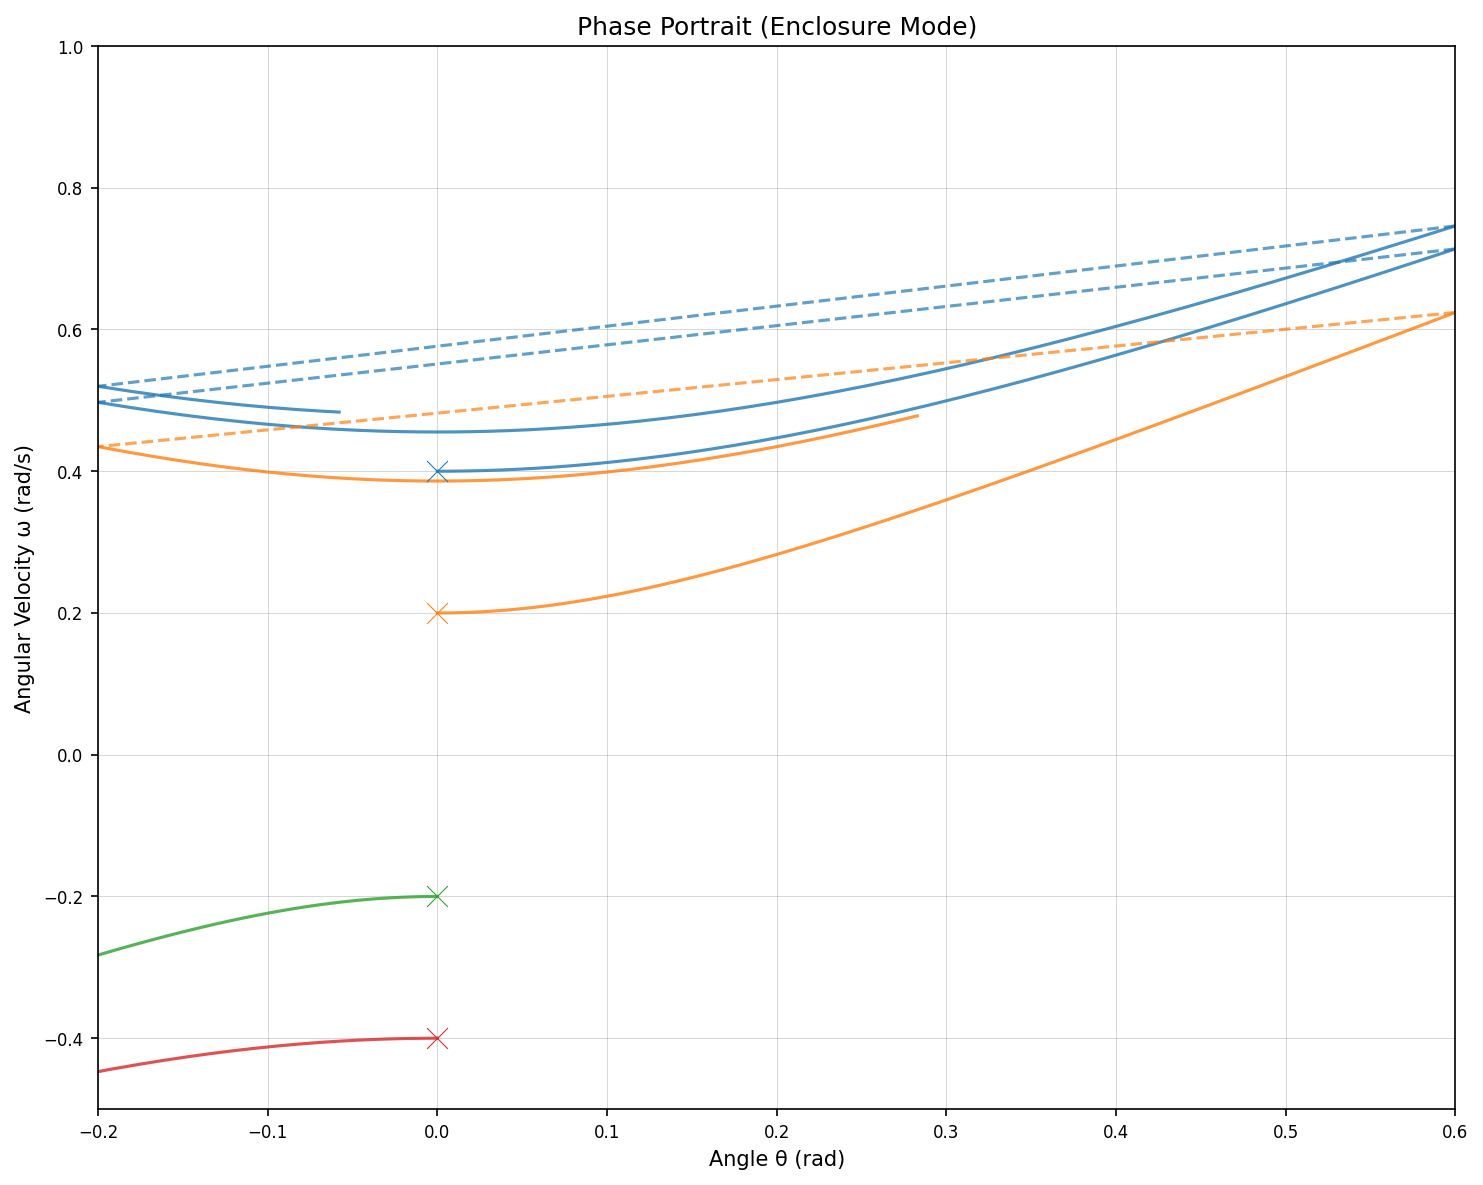 Phase Portrait (Enclosure Mode)
1.0
0.8
0.6
0.4
0.2
0.0
−0.2
−0.4
Angular Velocity ω (rad/s)
−0.2 −0.1 0.0 0.1 0.2 0.3 0.4 0.5 0.6
Angle θ (rad)